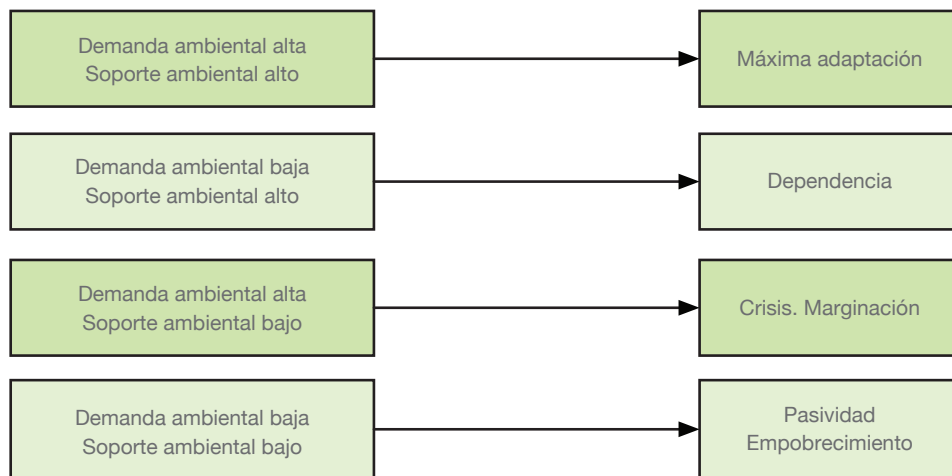 Demanda ambiental alta
Soporte ambiental alto
Máxima adaptación
Demanda ambiental baja
Soporte ambiental alto
Dependencia
Demanda ambiental alta
Soporte ambiental bajo
Crisis. Marginación
Demanda ambiental baja
Soporte ambiental bajo
Pasividad
Empobrecimiento